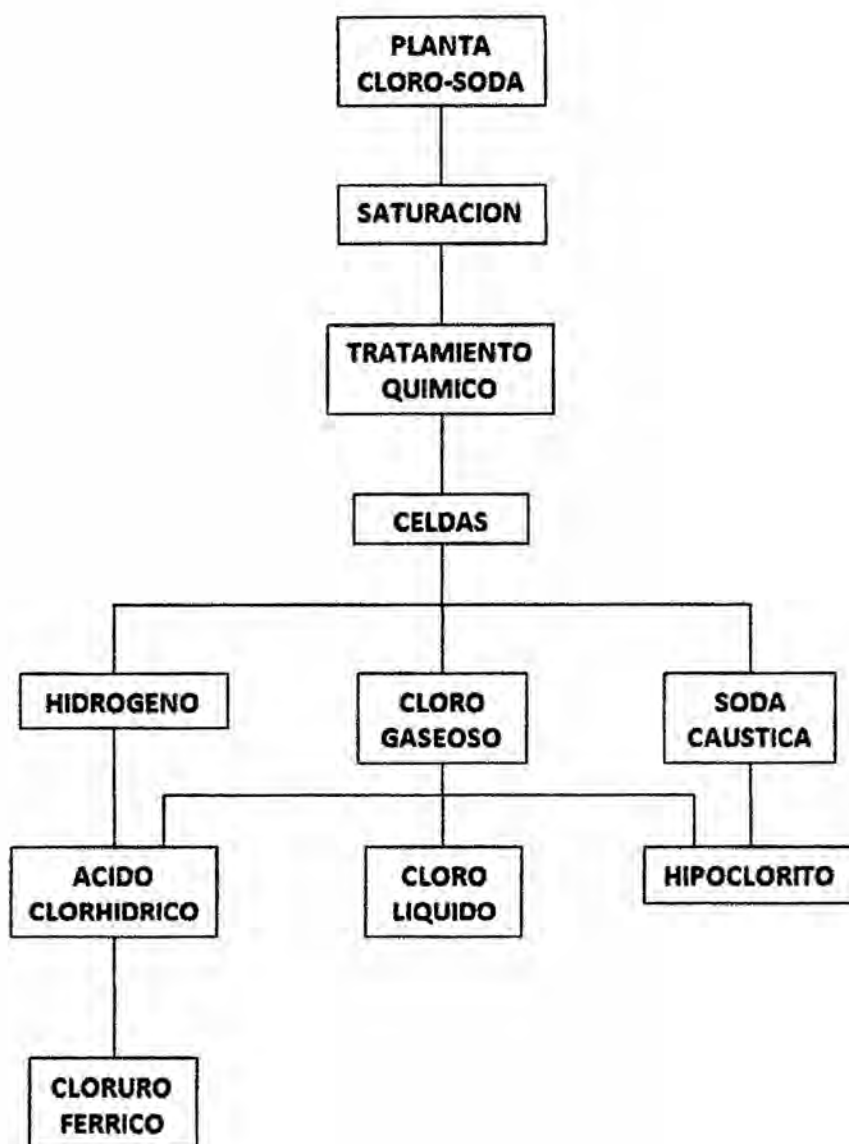 PLANTA
CLORO-SODA
SATURACION
TRATAMIENTO
QUIMICO
CELDAS
HIDROGENO
CLORO
GASEOSO
SODA
CAUSTICA
ACIDO
CLORHIDRICO
CLORO
LIQUIDO
HIPOCLORITO
CLORURO
FERRICO